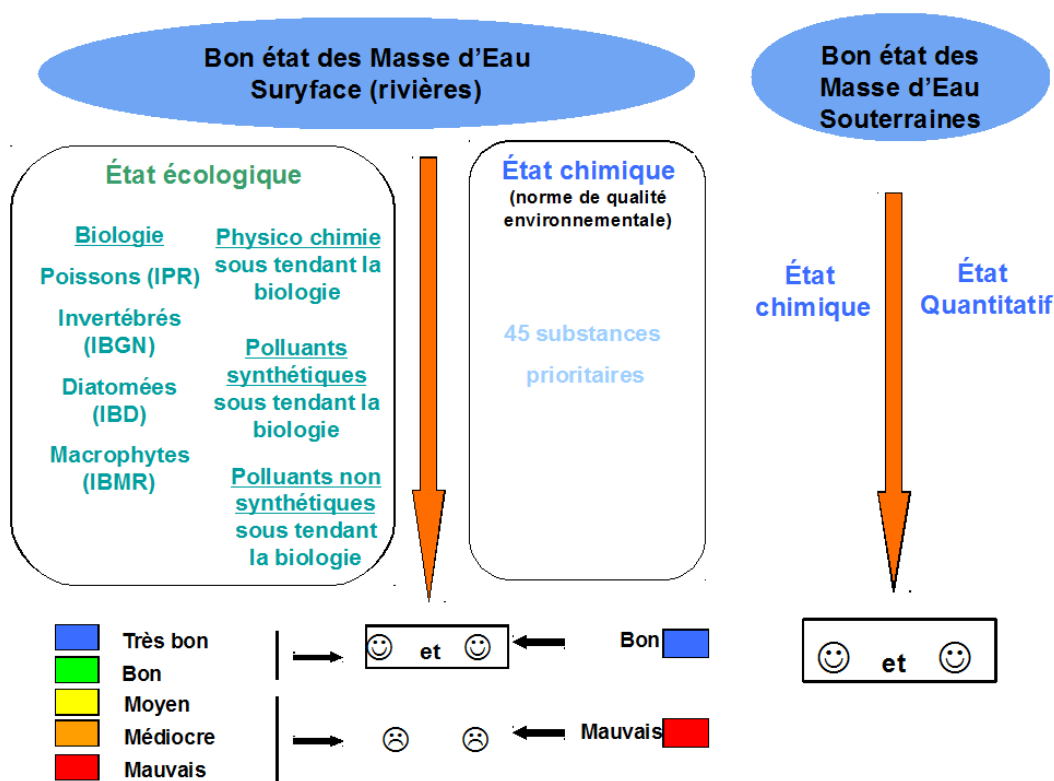 Bon état des Masse d'Eau
Suryface (rivières)
Bon état des
Masse d'Eau
Souterraines
État écologique
Biologie
Poissons (IPR)
Invertébrés
(IBGN)
Diatomées
(IBD)
Macrophytes
(IBMR)
Physico chimie
sous tendant la
biologie
Polluants
synthétiques
sous tendant la
biologie
Polluants non
synthétiques
sous tendant
la biologie
État chimique
(norme de qualité
environnementale)
45 substances
prioritaires
État
chimique
État
Quantitatif
Très bon
Bon
Moyen
Médiocre
Mauvais
et
Bon
Mauvais
et